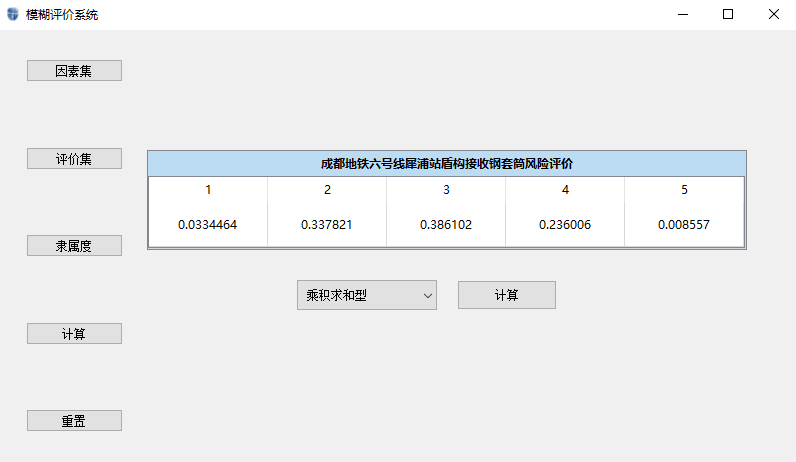 模糊评价系统
因素集
评价集
成都地铁六号线犀浦站盾构接收钢套筒风险评价
1 2 3 4 5
0.0334464 0.337821 0.386102 0.236006 0.008557
隶属度
乘积求和型 计算
计算
重置